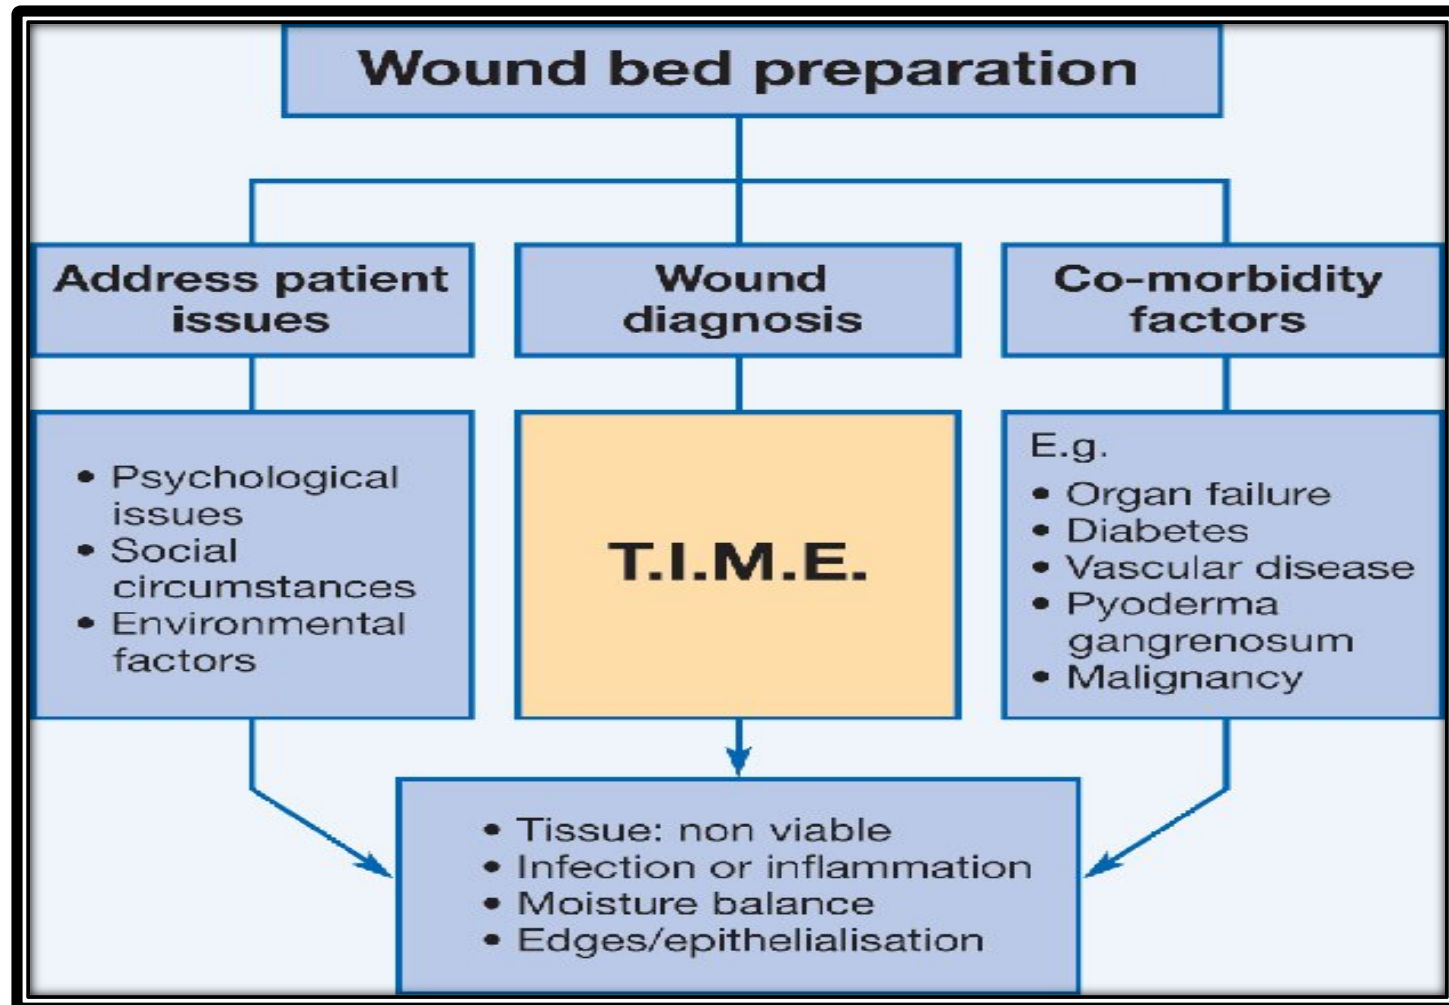 Wound bed preparation
Address patient
issues
Wound
diagnosis
Co-morbidity
factors
• Psychological
issues
• Social
circumstances
• Environmental
factors
T.I.M.E.
E.g.
• Organ failure
• Diabetes
• Vascular disease
• Pyoderma
gangrenosum
• Malignancy
• Tissue: non viable
• Infection or inflammation
• Moisture balance
• Edges/epithelialisation